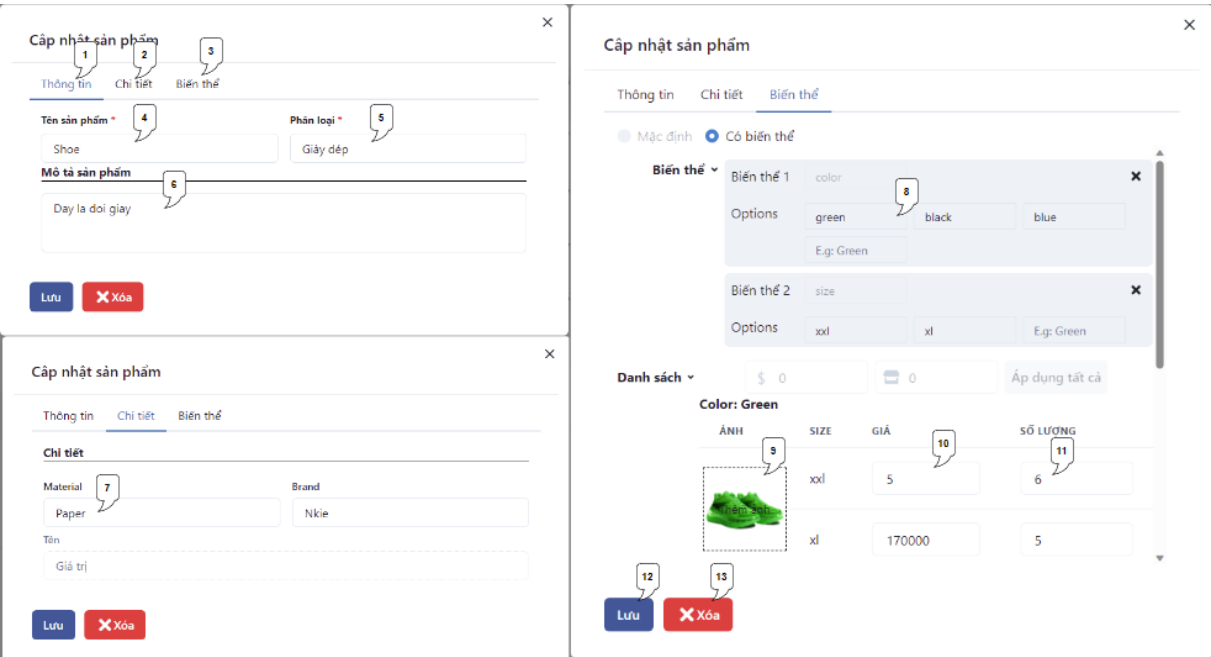 Câp nhật sản phẩm
1
2
3
Thông tin Chi tiết Biến thể
Tên sản phẩm *
4
Phân loại *
5
Shoe
Giày dép
Mô tả sản phẩm
6
Day la doi giay
Lưu
Xóa
Câp nhật sản phẩm
Thông tin Chi tiết Biến thể
Chi tiết
Material
7
Brand
Paper
Nkie
Tên
Giá trị
Lưu
Xóa
Câp nhật sản phẩm
Thông tin Chi tiết Biến thể
Mặc định Có biến thể
Biến thể
Biến thể 1 color
8
Options green black blue
E.g: Green
Biến thể 2 size
Options xxl xl E.g: Green
Danh sách $ 0 0 Áp dụng tất cả
Color: Green
ẢNH SIZE GIÁ SỐ LƯỢNG
9
10
11
Thêm ảnh
xxl 5 6
xl 170000 5
12
13
Lưu
Xóa